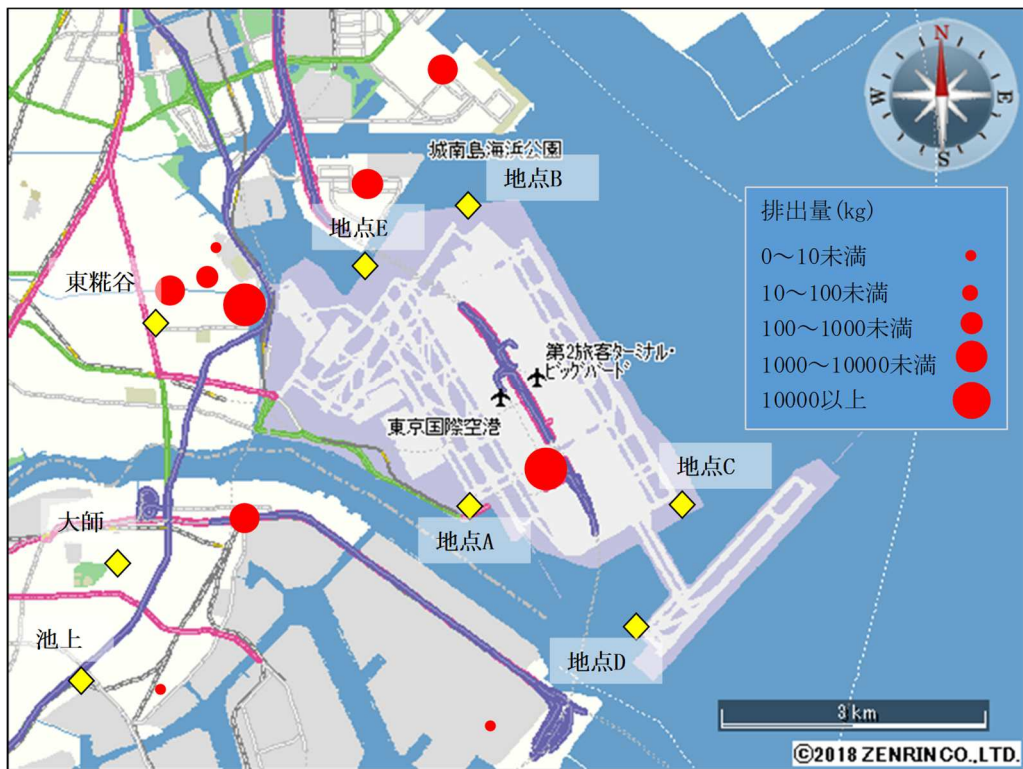 N
E
S
W
城南島海浜公園
地点B
地点E
排出量(kg)
0～10未満
10～100未満
100～1000未満
1000～10000未満
10000以上
東糀谷
第2旅客ターミナル・
ビッグバード
東京国際空港
地点C
地点A
大師
池上
地点D
3 km
©2018 ZENRIN CO., LTD.